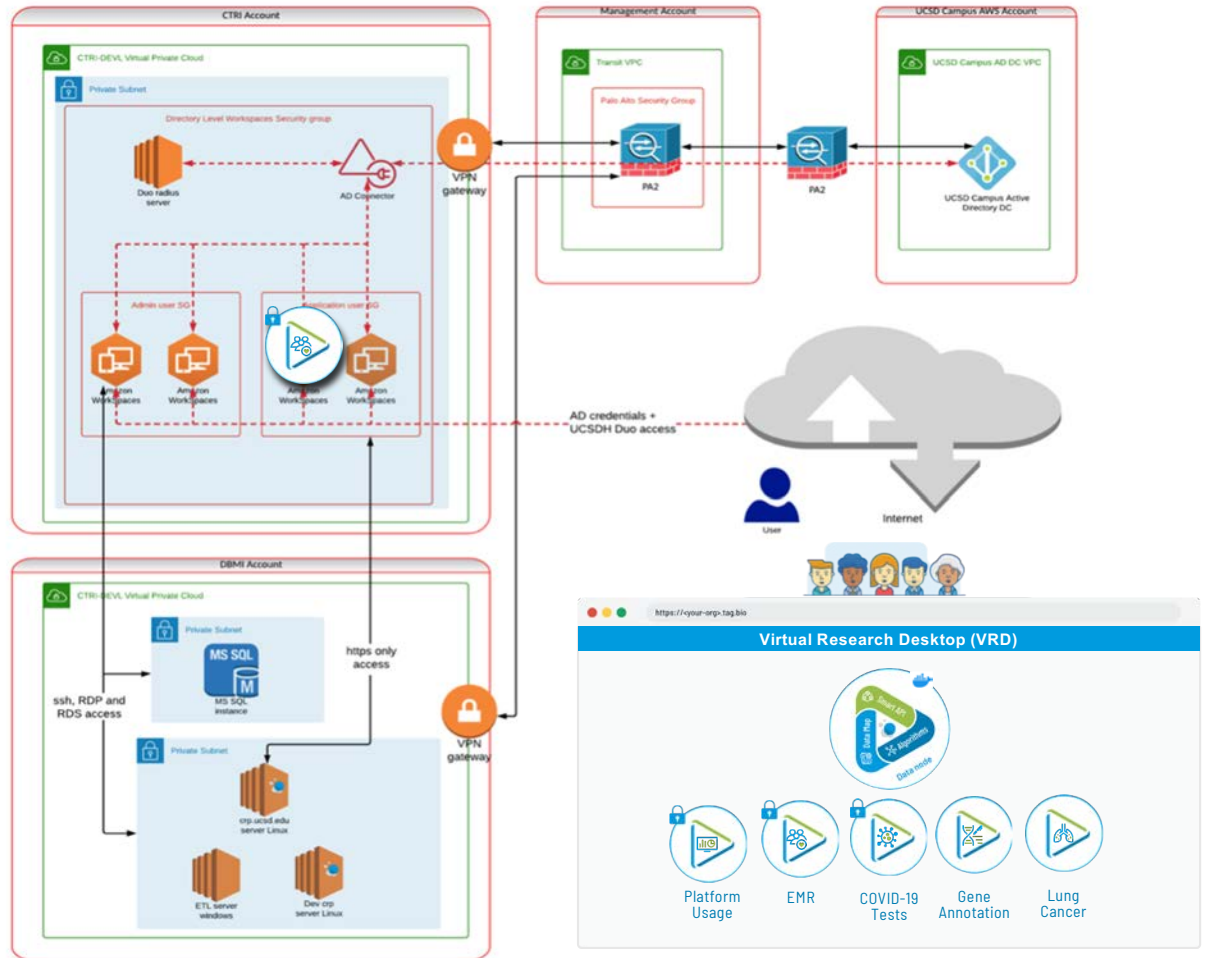 CTRI Account
CTRI-DEVL Virtual Private Cloud
Private Subnet
Directory Level Workspaces Security group
Duo radius
server
AD Connector
VPN
gateway
Admin user SG
Application user SG
Amazon
WorkSpaces
Amazon
WorkSpaces
Amazon
WorkSpaces
Amazon
WorkSpaces
Management Account
Transit VPC
Palo Alto Security Group
PA2
PA2
UCSD Campus AWS Account
UCSD Campus AD DC VPC
UCSD Campus Active
Directory DC
AD credentials +
UCSDH Duo access
Internet
User
DBMI Account
CTRI-DEVL Virtual Private Cloud
Private Subnet
MS SQL
M
MS SQL
instance
https only
access
ssh, RDP and
RDS access
VPN
gateway
Private Subnet
crp.ucsd.edu
server Linux
ETL server
windows
Dev crp
server Linux
https://<your-org>.tag.bio
Virtual Research Desktop (VRD)
Smart API
Data Map
Algorithms
Data node
Platform
Usage
EMR
COVID-19
Tests
Gene
Annotation
Lung
Cancer